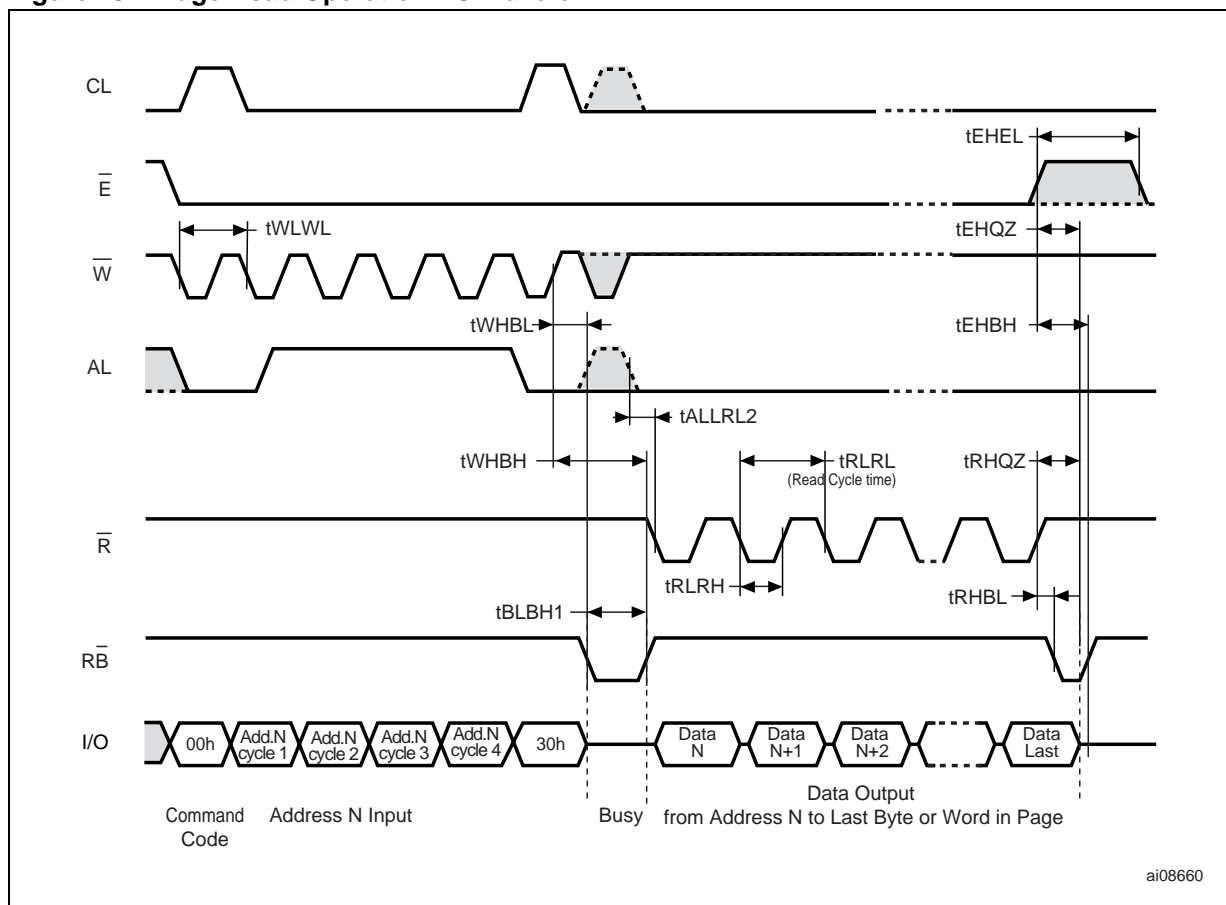 CL
tEHEL
E
tWLWL
tEHQZ
W
tWHBL
tEHBH
AL
tALLRL2
tWHBH
tRLRL
(Read Cycle time)
tRHQZ
R
tRLRH
tRHBL
tBLBH1
RB
I/O
00h
Add.N
cycle 1
Add.N
cycle 2
Add.N
cycle 3
Add.N
cycle 4
30h
Data
N
Data
N+1
Data
N+2
Data
Last
Command
Code
Address N Input
Busy
Data Output
from Address N to Last Byte or Word in Page
ai08660